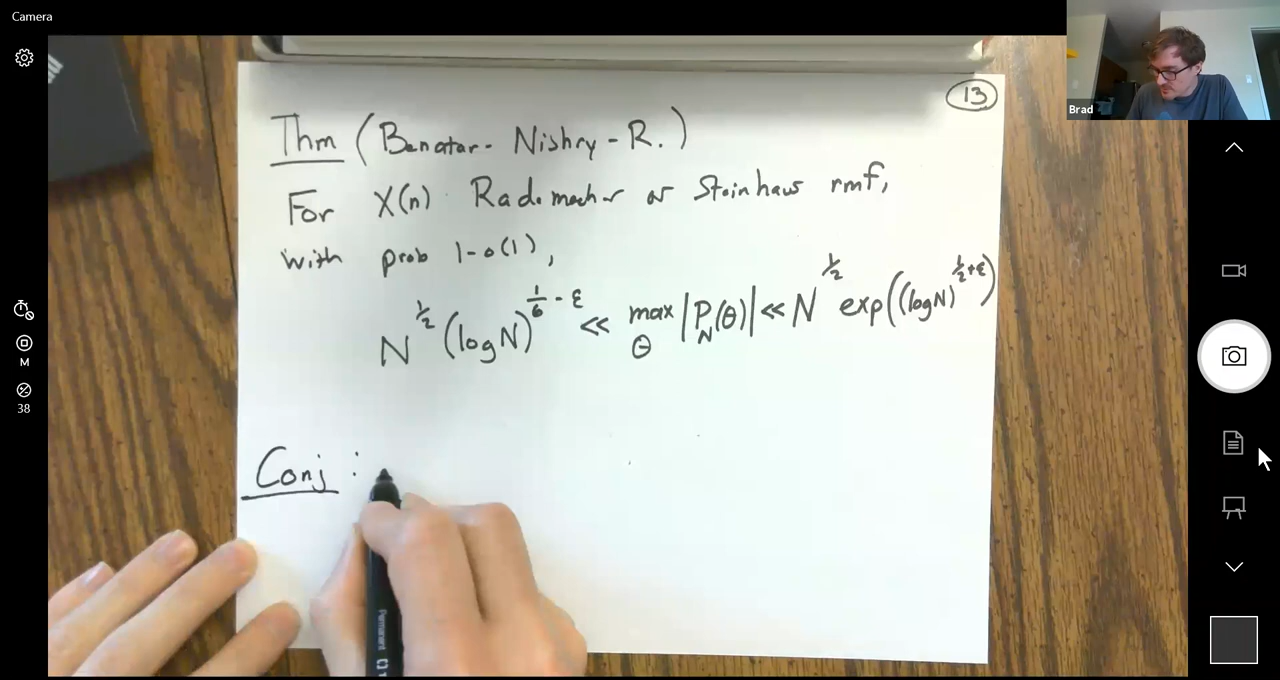 Camera
13
Brad
Thm (Benatar - Nishry - R.)
For X(n) Rademacher or Steinhaus rmf,
with prob 1-o(1),
N^{1/2} (log N)^{1/6 - ε} ≪ max_θ |P_N(θ)| ≪ N^{1/2} exp((log N)^{1/2+ε})
Conj :
M
38
Permanent